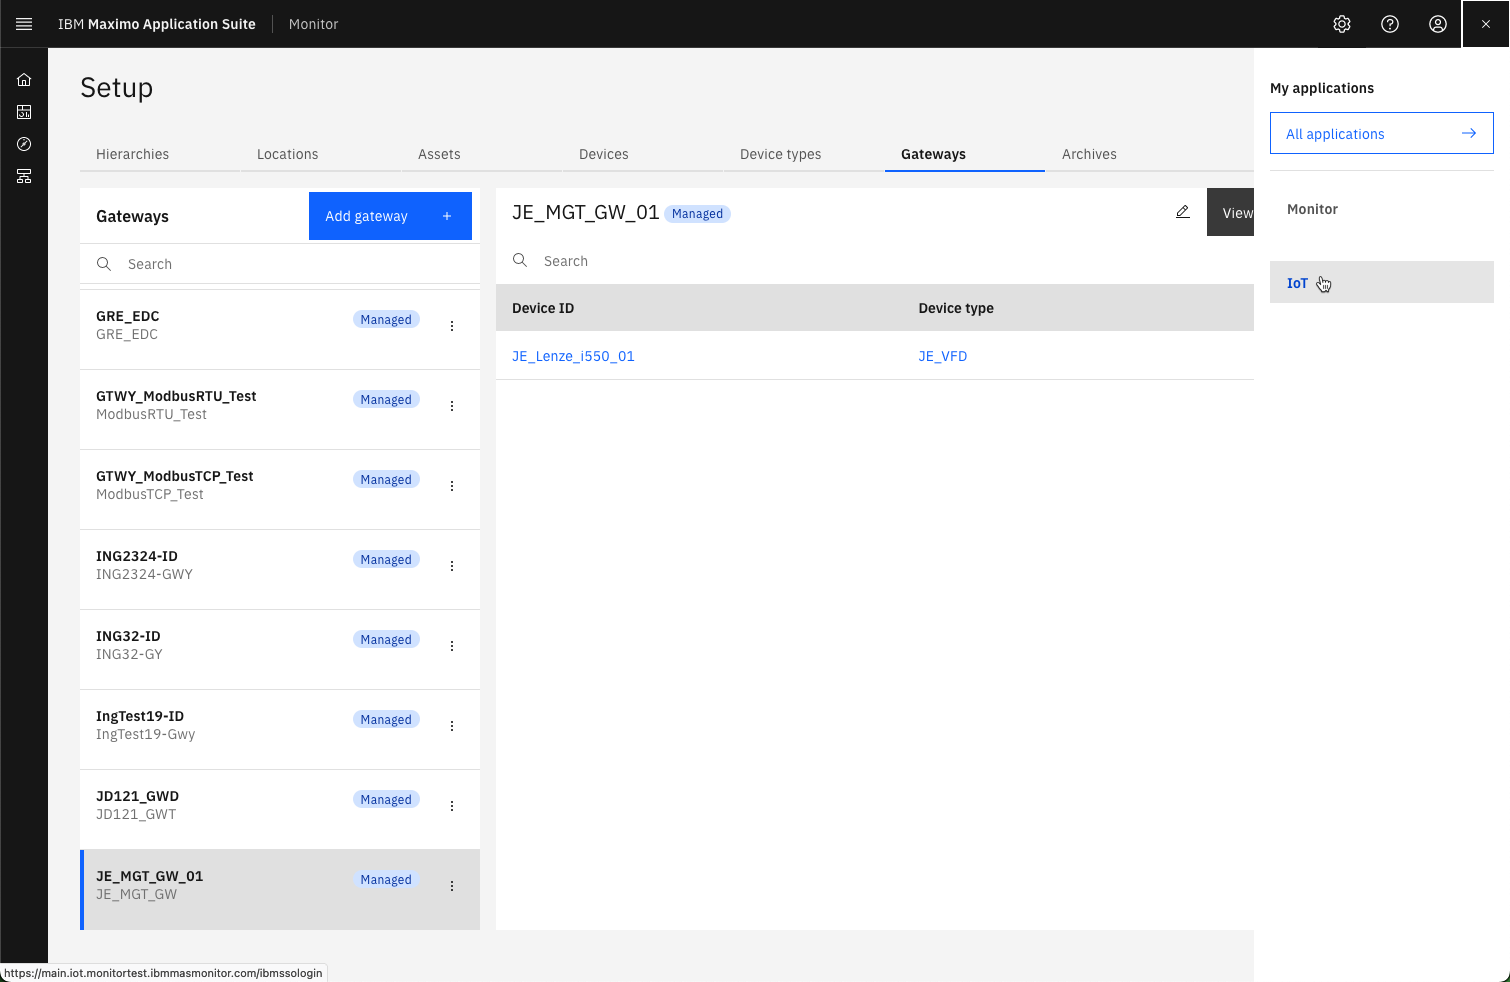 IBM Maximo Application Suite
Monitor
Setup
Hierarchies
Locations
Assets
Devices
Device types
Gateways
Archives
Gateways
Add gateway +
Search
GRE_EDC
Managed
GRE_EDC
GTWY_ModbusRTU_Test
Managed
ModbusRTU_Test
GTWY_ModbusTCP_Test
Managed
ModbusTCP_Test
ING2324-ID
Managed
ING2324-GWY
ING32-ID
Managed
ING32-GY
IngTest19-ID
Managed
IngTest19-Gwy
JD121_GWD
Managed
JD121_GWT
JE_MGT_GW_01
Managed
JE_MGT_GW
JE_MGT_GW_01
Managed
View
Search
Device ID
Device type
JE_Lenze_i550_01
JE_VFD
My applications
All applications
Monitor
IoT
https://main.iot.monitortest.ibmmasmonitor.com/ibmssologin